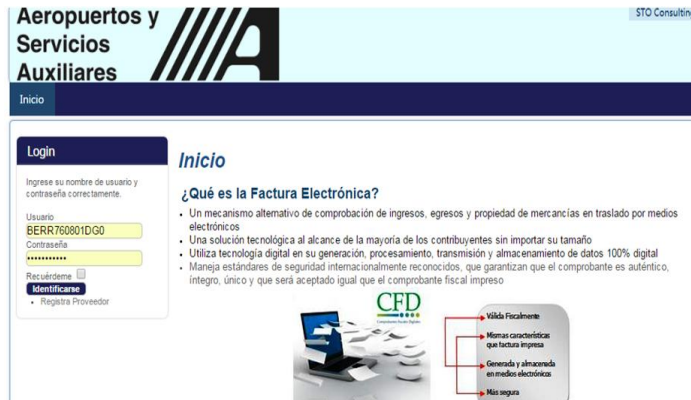 Aeropuertos y
Servicios
Auxiliares
STO Consulting
Inicio
Login
Ingrese su nombre de usuario y
contraseña correctamente.
Usuario
BERR760801DG0
Contraseña
•••••••••••
Recuérdeme
Identificarse
• Registra Proveedor
Inicio
¿Qué es la Factura Electrónica?
• Un mecanismo alternativo de comprobación de ingresos, egresos y propiedad de mercancías en traslado por medios
electrónicos
• Una solución tecnológica al alcance de la mayoría de los contribuyentes sin importar su tamaño
• Utiliza tecnología digital en su generación, procesamiento, transmisión y almacenamiento de datos 100% digital
• Maneja estándares de seguridad internacionalmente reconocidos, que garantizan que el comprobante es auténtico,
íntegro, único y que será aceptado igual que el comprobante fiscal impreso
CFD
Válida Fiscalmente
Mismas características
que factura impresa
Generada y almacenada
en medios electrónicos
Más segura